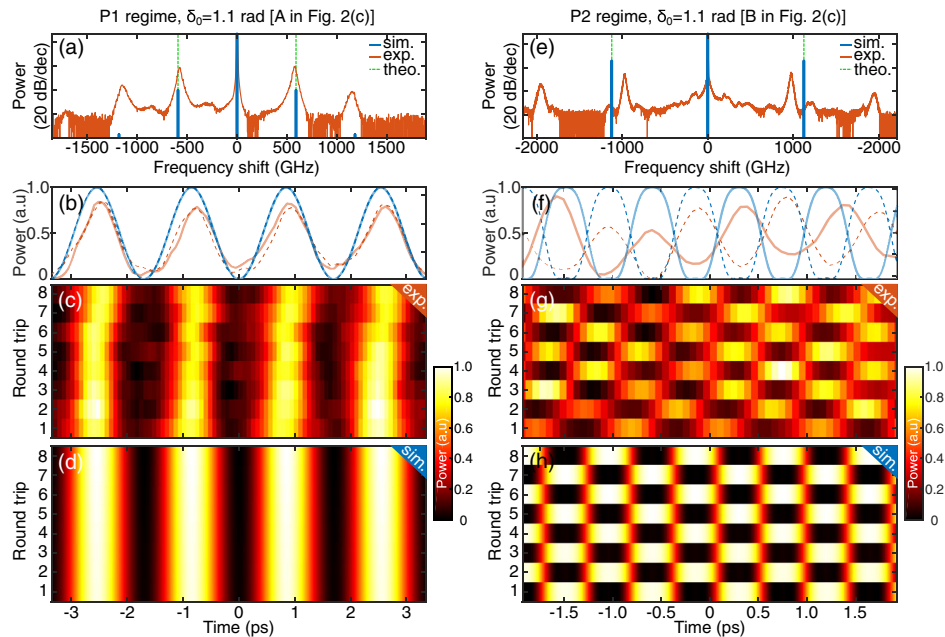 P1 regime, δ₀=1.1 rad [A in Fig. 2(c)]
(a)
sim.
exp.
theo.
Power
(20 dB/dec)
-1500 -1000 -500 0 500 1000 1500
Frequency shift (GHz)
(b)
Power (a.u)
1.0
0.5
0
(c)
exp.
Round trip
8
7
6
5
4
3
2
1
(d)
sim.
Round trip
8
7
6
5
4
3
2
1
-3 -2 -1 0 1 2 3
Time (ps)
1.0
0.8
0.6
0.4
0.2
0
Power (a.u)
P2 regime, δ₀=1.1 rad [B in Fig. 2(c)]
(e)
sim.
exp.
theo.
Power
(20 dB/dec)
-2000 -1000 0 1000 2000
Frequency shift (GHz)
(f)
Power (a.u)
1.0
0.5
0
(g)
exp.
Round trip
8
7
6
5
4
3
2
1
(h)
sim.
Round trip
8
7
6
5
4
3
2
1
-1.5 -1.0 -0.5 0 0.5 1.0 1.5
Time (ps)
1.0
0.8
0.6
0.4
0.2
0
Power (a.u)